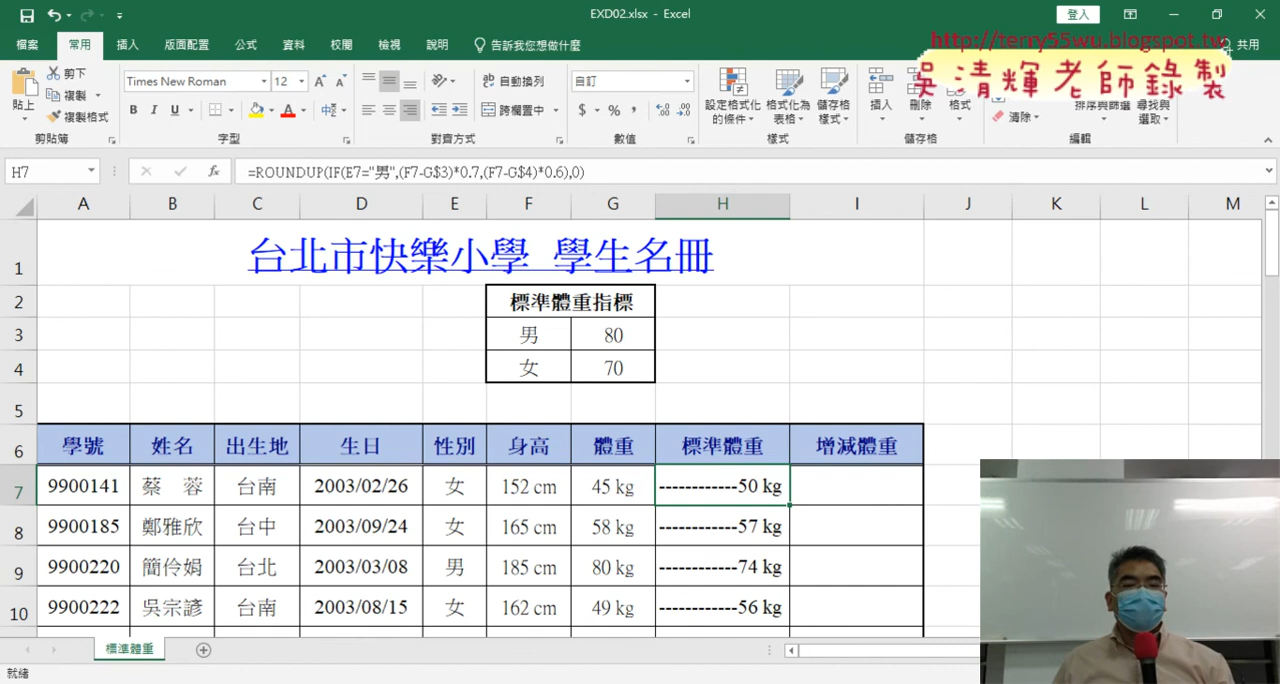 EXD02.xlsx - Excel
登入
檔案 常用 插入 版面配置 公式 資料 校閱 檢視 說明 告訴我您想做什麼 共用
http://terry55wu.blogspot.tw
吳清輝老師錄製
貼上 剪下 複製 複製格式 剪貼簿
Times New Roman 12 B I U 字型
自動換列 跨欄置中 對齊方式
自訂 $ % 數值
設定格式化的條件 格式化為表格 儲存格樣式 樣式
插入 刪除 格式 儲存格
清除 排序與篩選 尋找與選取 編輯
H7 fx =ROUNDUP(IF(E7="男",(F7-G$3)*0.7,(F7-G$4)*0.6),0)
A B C D E F G H I J K L M
1 台北市快樂小學 學生名冊
2 標準體重指標
3 男 80
4 女 70
5
6 學號 姓名 出生地 生日 性別 身高 體重 標準體重 增減體重
7 9900141 蔡 蓉 台南 2003/02/26 女 152 cm 45 kg ------------50 kg
8 9900185 鄭雅欣 台中 2003/09/24 女 165 cm 58 kg ------------57 kg
9 9900220 簡伶娟 台北 2003/03/08 男 185 cm 80 kg ------------74 kg
10 9900222 吳宗諺 台南 2003/08/15 女 162 cm 49 kg ------------56 kg
標準體重
就緒